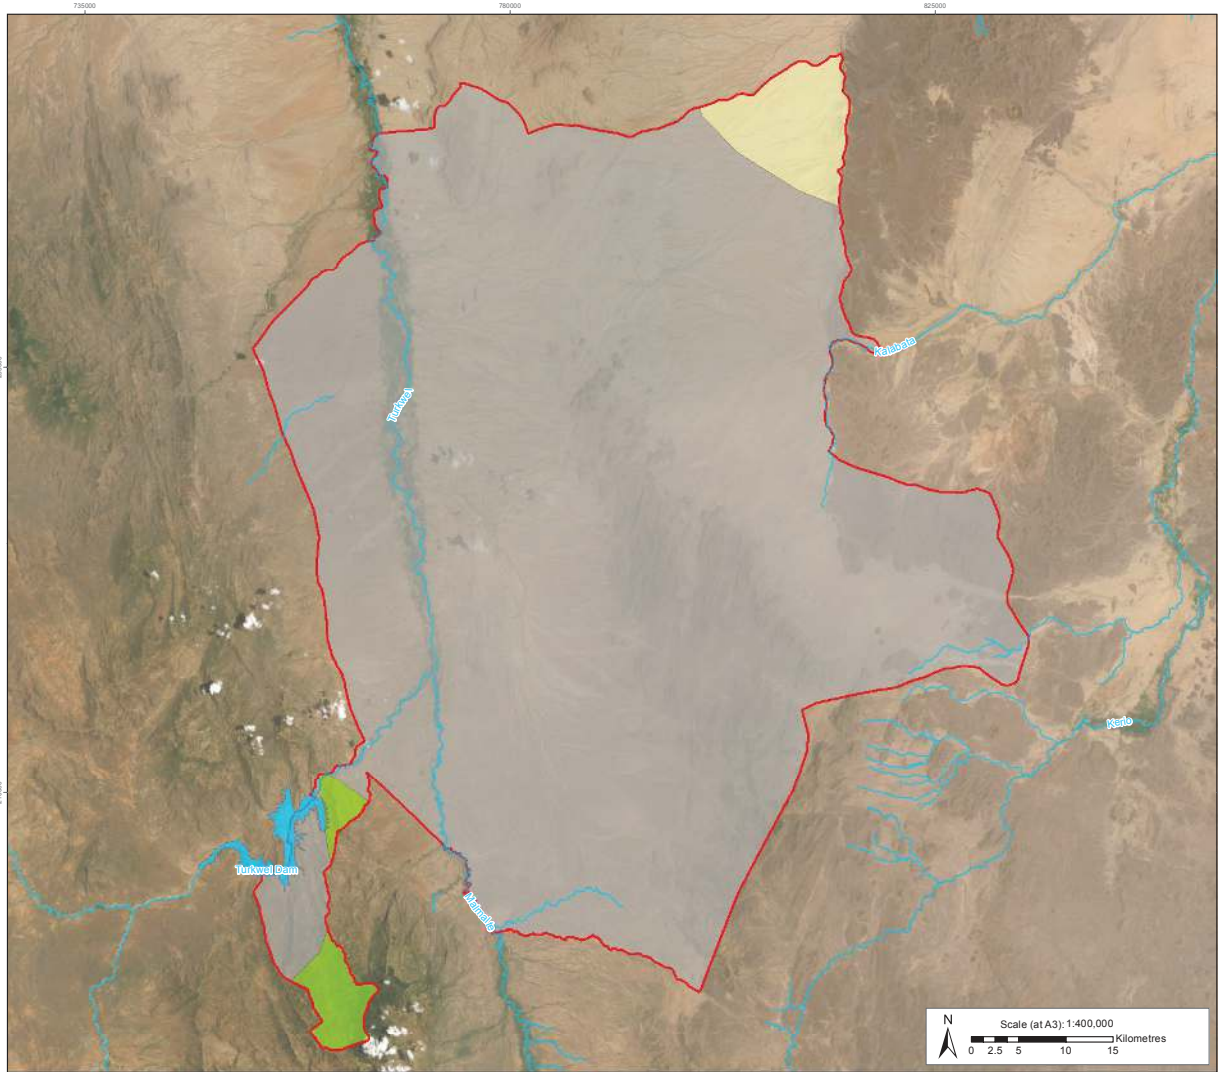 735000
780000
825000
Kalabata
Turkwel
Kerio
Turkwel Dam
Malmalte
N
Scale (at A3): 1:400,000
Kilometres
0 2.5 5 10 15